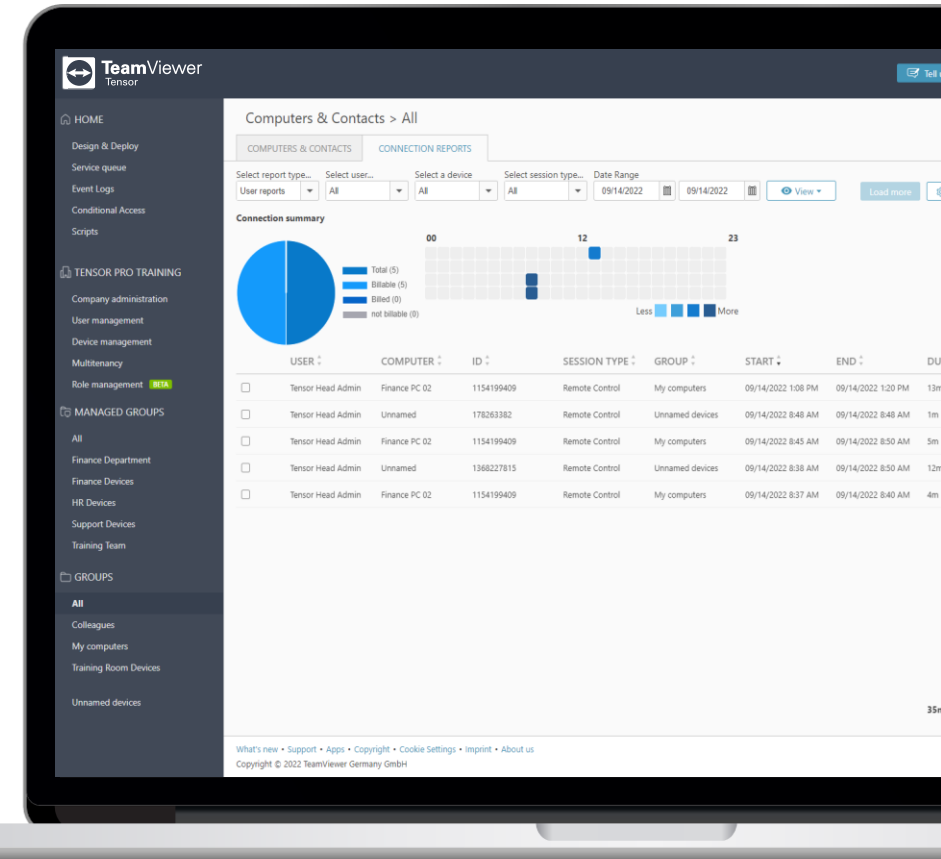 TeamViewer
Tensor
Tell
HOME
Design & Deploy
Service queue
Event Logs
Conditional Access
Scripts
TENSOR PRO TRAINING
Company administration
User management
Device management
Multitenancy
Role management BETA
MANAGED GROUPS
All
Finance Department
Finance Devices
HR Devices
Support Devices
Training Team
GROUPS
All
Colleagues
My computers
Training Room Devices
Unnamed devices
Computers & Contacts > All
COMPUTERS & CONTACTS CONNECTION REPORTS
Select report type... Select user... Select a device Select session type... Date Range
User reports All All All 09/14/2022 09/14/2022 View Load more
Connection summary
00 12 23
Total (5)
Billable (5)
Billed (0)
not billable (0)
Less More
USER COMPUTER ID SESSION TYPE GROUP START END DU
Tensor Head Admin Finance PC 02 1154199409 Remote Control My computers 09/14/2022 1:08 PM 09/14/2022 1:20 PM 13m
Tensor Head Admin Unnamed 178263382 Remote Control Unnamed devices 09/14/2022 8:48 AM 09/14/2022 8:48 AM 1m
Tensor Head Admin Finance PC 02 1154199409 Remote Control My computers 09/14/2022 8:45 AM 09/14/2022 8:50 AM 5m
Tensor Head Admin Unnamed 1368227815 Remote Control Unnamed devices 09/14/2022 8:38 AM 09/14/2022 8:50 AM 12m
Tensor Head Admin Finance PC 02 1154199409 Remote Control My computers 09/14/2022 8:37 AM 09/14/2022 8:40 AM 4m
35m
What's new • Support • Apps • Copyright • Cookie Settings • Imprint • About us
Copyright © 2022 TeamViewer Germany GmbH